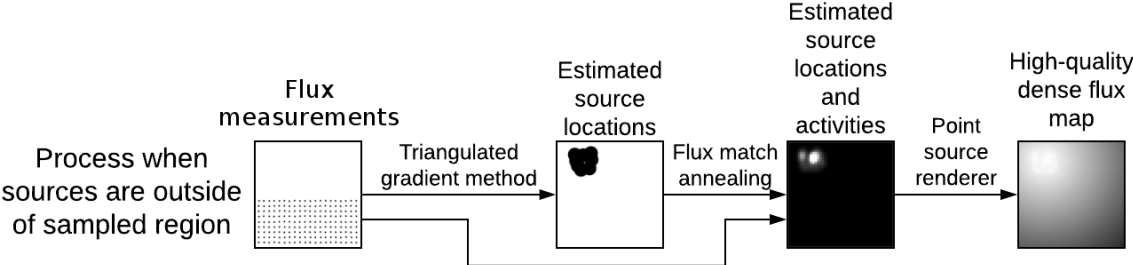 Process when
sources are outside
of sampled region
Flux
measurements
Triangulated
gradient method
Estimated
source
locations
Flux match
annealing
Estimated
source
locations
and
activities
Point
source
renderer
High-quality
dense flux
map